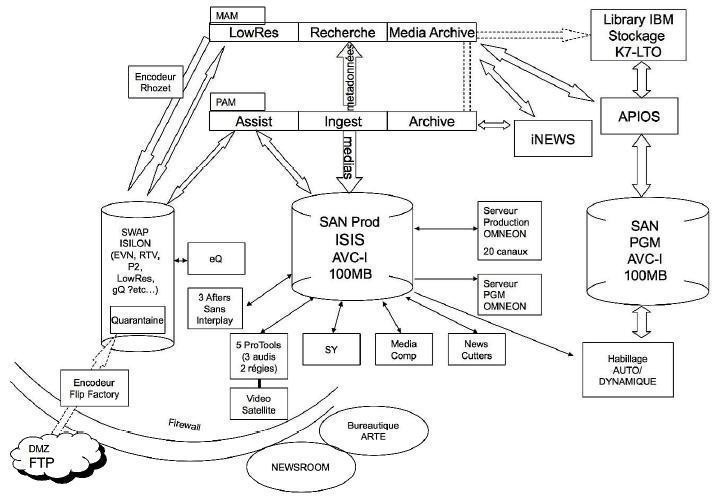 MAM
LowRes Recherche Media Archive
Library IBM
Stockage
K7-LTO
Encodeur
Rhozet
metadonnées
PAM
Assist Ingest Archive
iNEWS
APIOS
medias
SWAP
ISILON
(EVN, RTV,
P2,
LowRes,
gQ ?etc...)
Quarantaine
eQ
SAN Prod
ISIS
AVC-I
100MB
Serveur
Production
OMNEON
20 canaux
Serveur
PGM
OMNEON
SAN
PGM
AVC-I
100MB
3 Afters
Sans
Interplay
5 ProTools
(3 audis
2 régies)
SY
Media
Comp
News
Cutters
Habillage
AUTO/
DYNAMIQUE
Video
Satellite
Encodeur
Flip Factory
Firewall
DMZ
FTP
Bureautique
ARTE
NEWSROOM